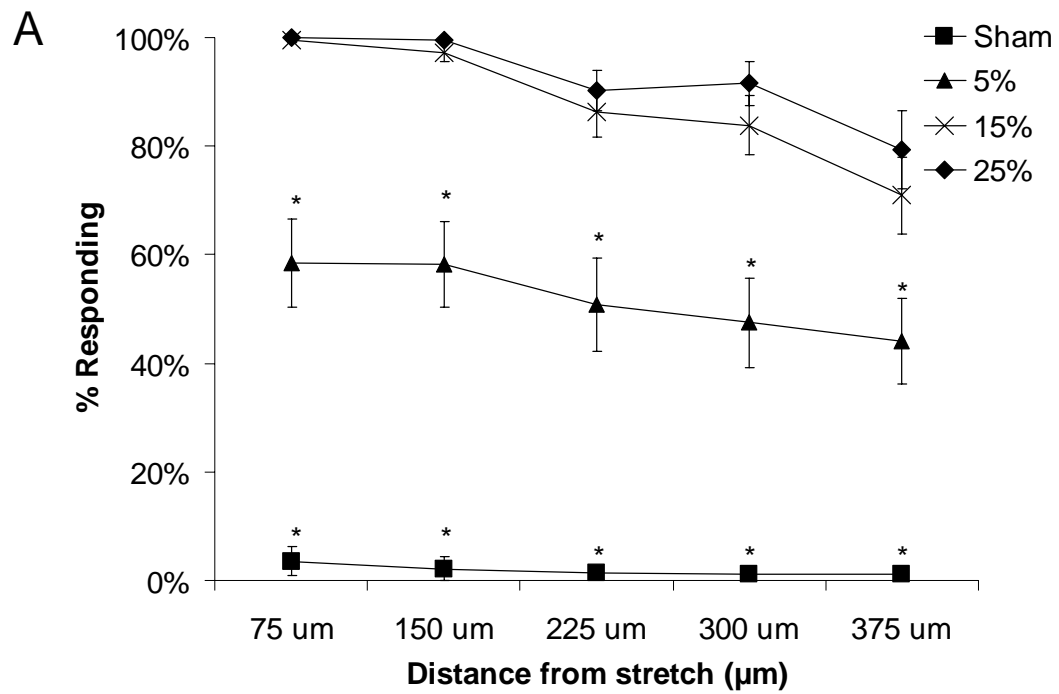 A
100%
80%
60%
40%
20%
0%
% Responding
* * * * *
* * * * *
75 um 150 um 225 um 300 um 375 um
Distance from stretch (µm)
Sham
5%
15%
25%